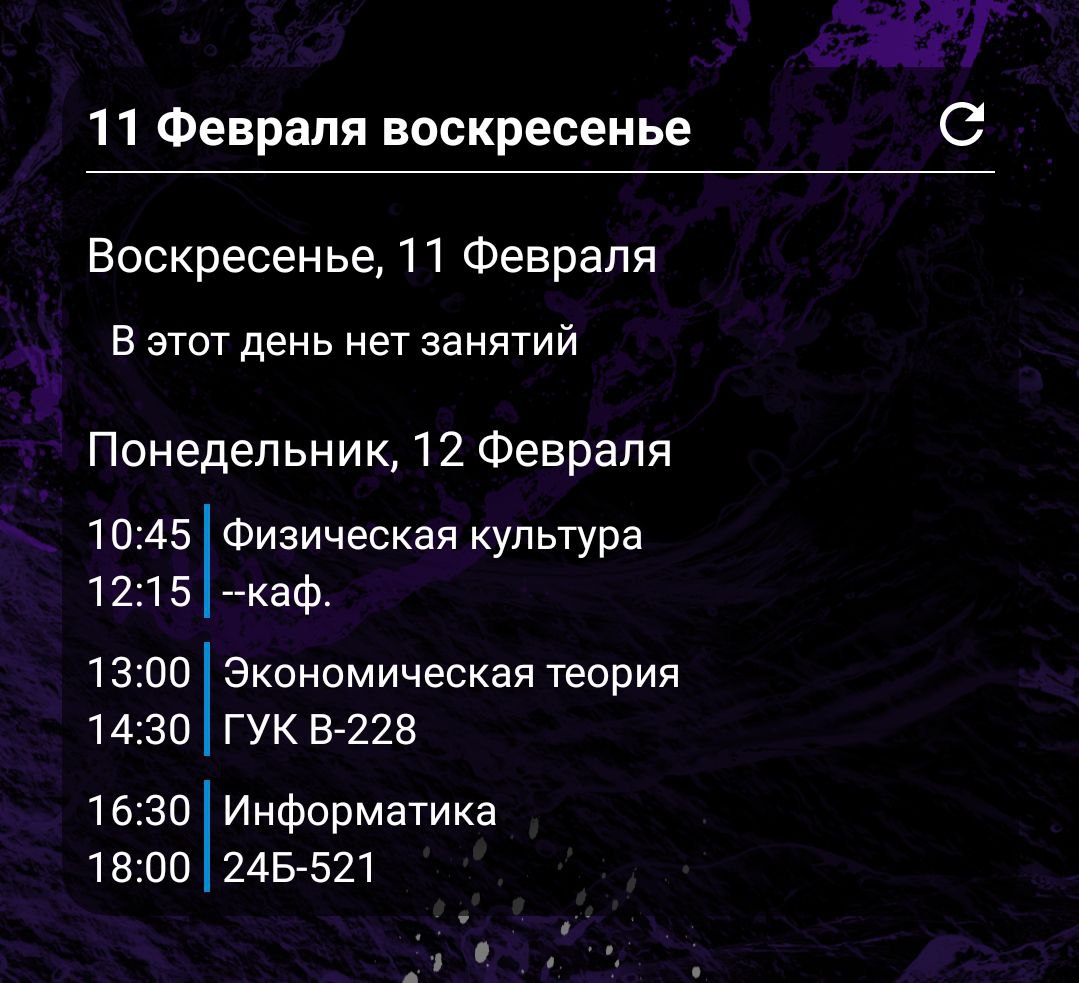 11 Февраля воскресенье
Воскресенье, 11 Февраля
В этот день нет занятий
Понедельник, 12 Февраля
10:45 Физическая культура
12:15 --каф.
13:00 Экономическая теория
14:30 ГУК В-228
16:30 Информатика
18:00 24Б-521